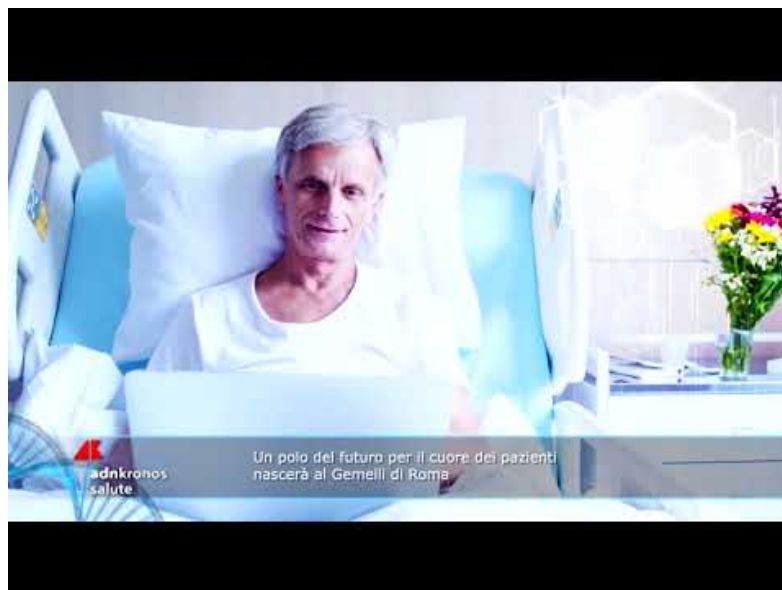 adnkronos
salute
Un polo del futuro per il cuore dei pazienti
nascerà al Gemelli di Roma